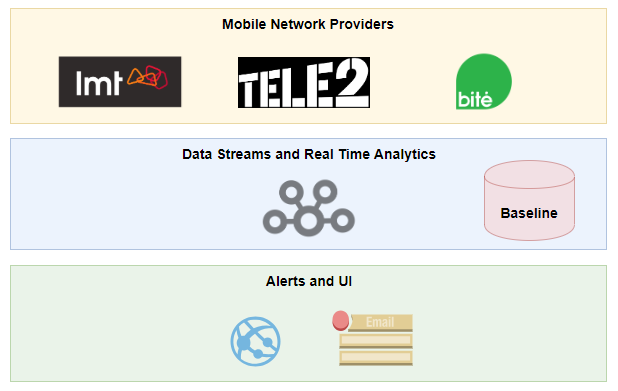 Mobile Network Providers
lmt
TELE2
bitė
Data Streams and Real Time Analytics
Baseline
Alerts and UI
Email